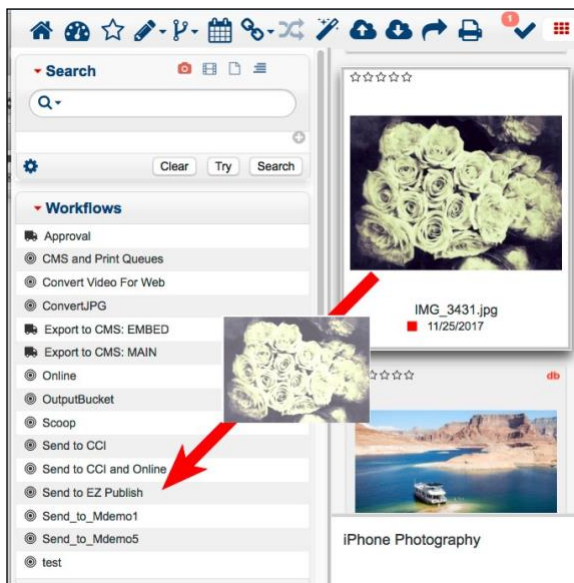 1
Search
Clear Try Search
Workflows
Approval
CMS and Print Queues
Convert Video For Web
ConvertJPG
Export to CMS: EMBED
Export to CMS: MAIN
Online
OutputBucket
Scoop
Send to CCI
Send to CCI and Online
Send to EZ Publish
Send_to_Mdemo1
Send_to_Mdemo5
test
IMG_3431.jpg
11/25/2017
db
iPhone Photography